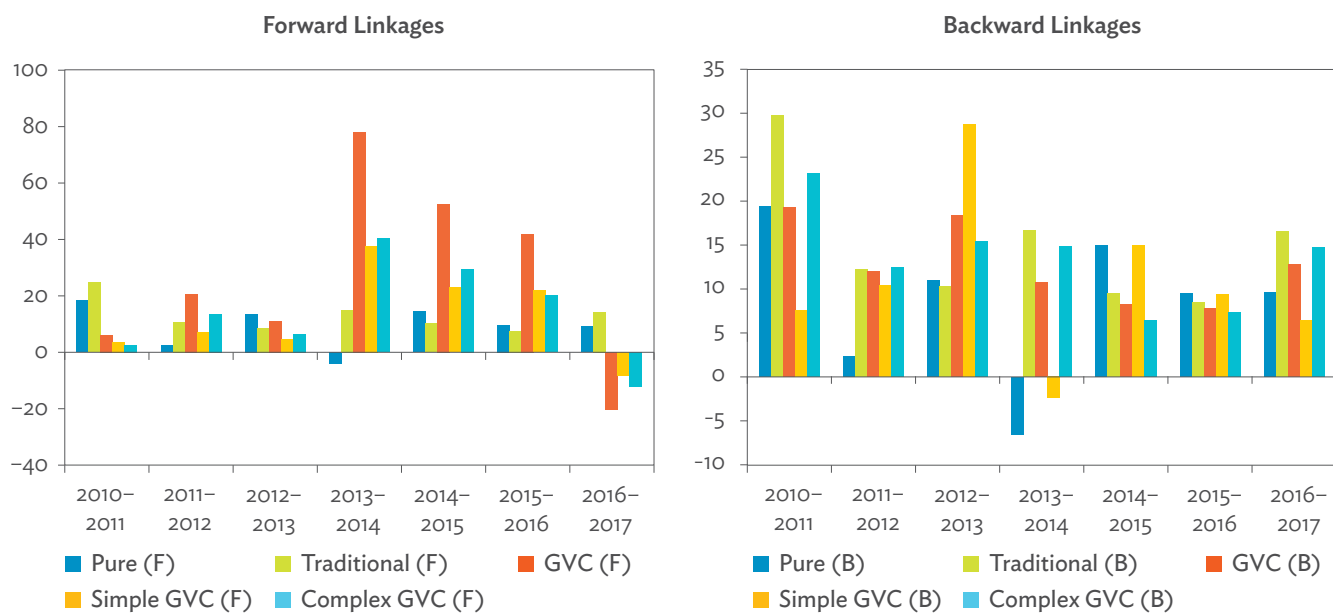 Forward Linkages
100
80
60
40
20
0
−20
−40
2010– 2011– 2012– 2013– 2014– 2015– 2016–
2011 2012 2013 2014 2015 2016 2017
Pure (F) Traditional (F) GVC (F)
Simple GVC (F) Complex GVC (F)
Backward Linkages
35
30
25
20
15
10
5
0
−5
−10
2010– 2011– 2012– 2013– 2014– 2015– 2016–
2011 2012 2013 2014 2015 2016 2017
Pure (B) Traditional (B) GVC (B)
Simple GVC (B) Complex GVC (B)